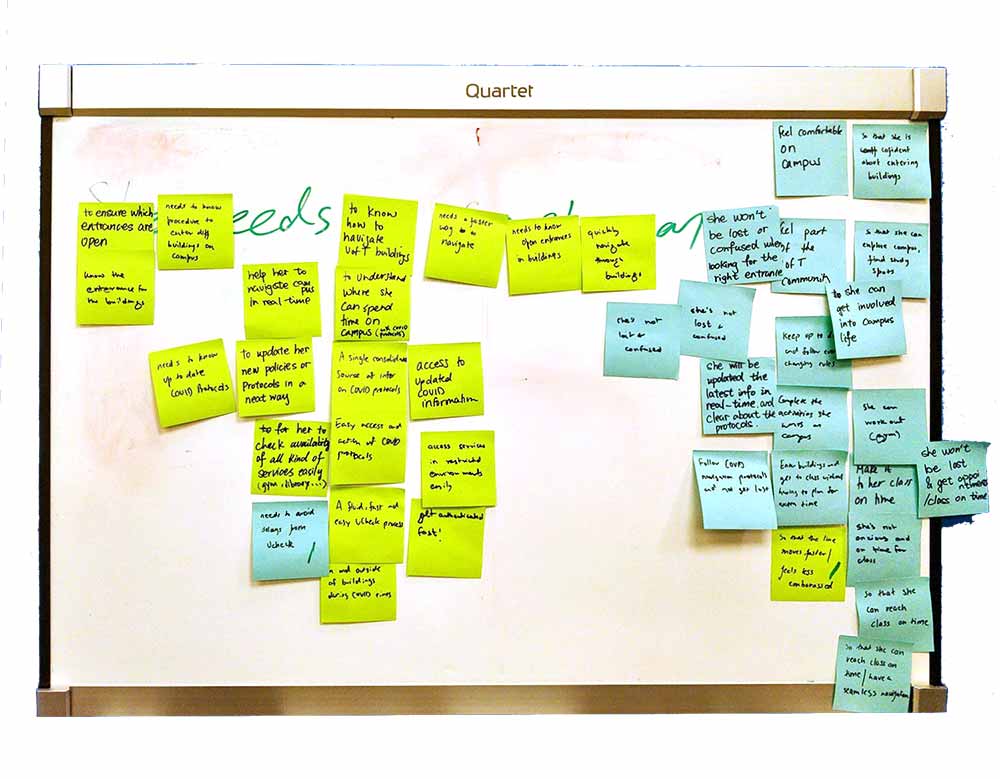 Quartet
needs
to ensure which
entrances are
open
needs to know
procedure to
enter diff
buildings on
campus
know the
entrance for
the buildings
help her to
navigate campus
in real-time
to know
how to
navigate
UofT buildings
to understand
where she
can spend
time on
campus (with covid
protocols)
needs a faster
way to to
navigate
needs to know
open entrances
in buildings
quickly
navigate
through
buildings
needs to know
up to date
COVID Protocols
to update her
new policies or
Protocols in a
neat way
A single consolidated
source of infor
on COVID protocols
access to
updated
COVID
information
to for her to
check availability
of all kind of
services easily
(gym, library...)
Easy access and
action of COVID
protocols
access services
in restricted
environments
easily
needs to avoid
delays from
Ucheck
A fluid, fast and
easy Ucheck process
get authenticated
fast!
and outside
of buildings
during COVID times
feel comfortable
on
campus
so that she is
cofident
about entering
buildings
she won't
be lost or
confused when
looking for the
right entrance
part
of the
of T
community
so that she can
explore campus,
find study
spaces
she's not
lost &
confused
she's not
lost &
confused
to she can
get involved
into campus
life
Keep up to
and follow
changing rules
she will be
updated the
latest info in
real-time and
clear about the
protocols.
Complete the
activities she
wants on
campus
she can
work out
(gym)
Follow COVID
navigation protocols
and not get lost
Enter buildings and
get to class without
having to plan for
extra time
Make it
to her class
on time
she won't
be lost
& get
/class on time
so that the line
moves faster/
feels less
embarassed
she's not
anxious and
on time for
class
so that she
can reach
class on time
so that she can
reach class on
time/have a
seamless navigation